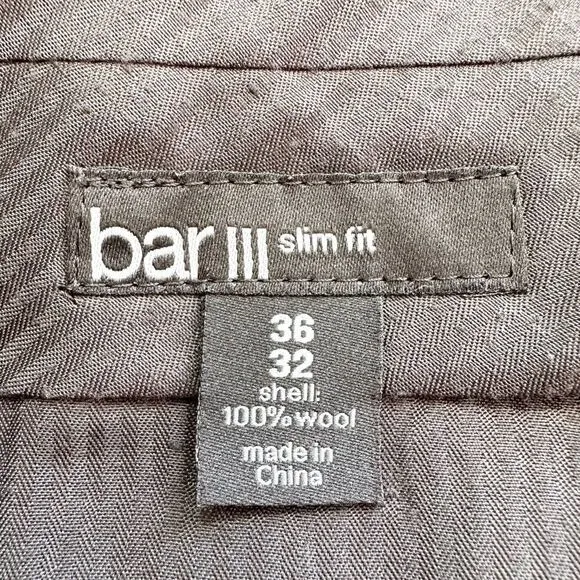 bar III slim fit
36
32
shell:
100% wool
made in
China